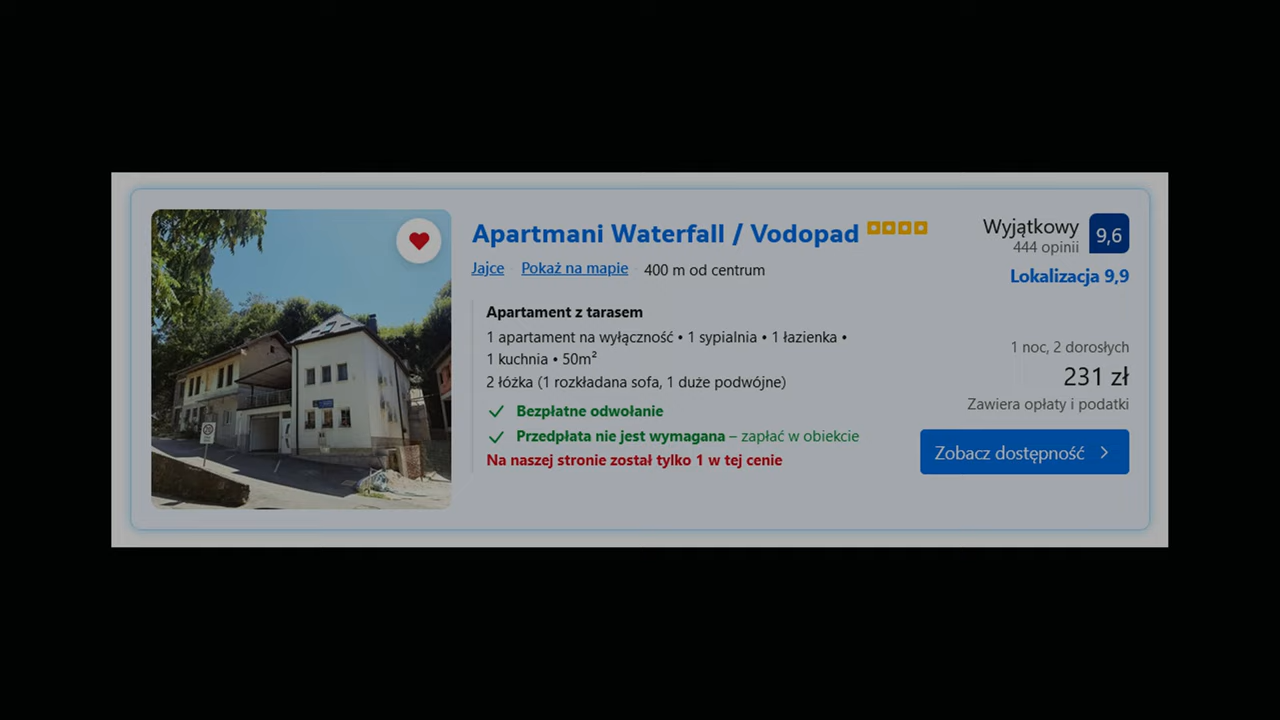 Apartmani Waterfall / Vodopad
Jajce Pokaż na mapie 400 m od centrum
Apartament z tarasem
1 apartament na wyłączność • 1 sypialnia • 1 łazienka •
1 kuchnia • 50m²
2 łóżka (1 rozkładana sofa, 1 duże podwójne)
Bezpłatne odwołanie
Przedpłata nie jest wymagana – zapłać w obiekcie
Na naszej stronie został tylko 1 w tej cenie
Wyjątkowy
444 opinii
9,6
Lokalizacja 9,9
1 noc, 2 dorosłych
231 zł
Zawiera opłaty i podatki
Zobacz dostępność